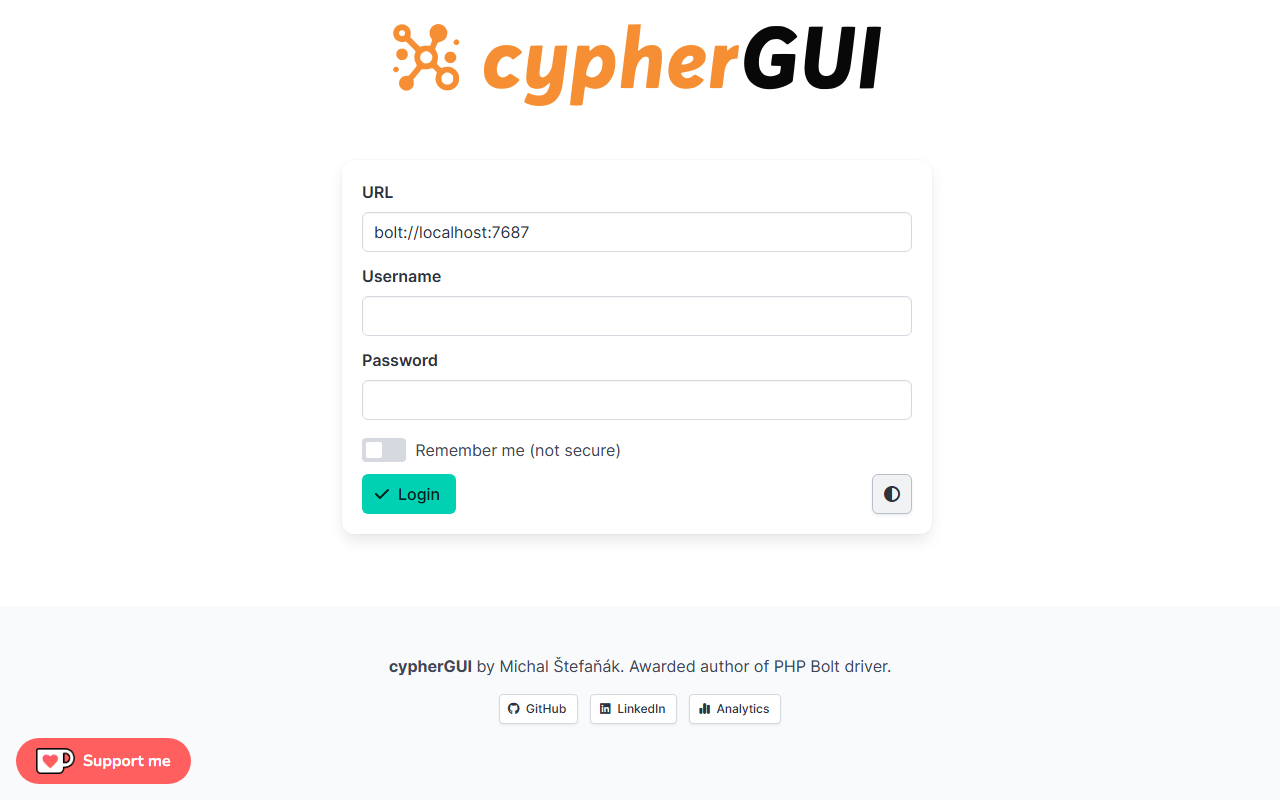 cypherGUI
URL
bolt://localhost:7687
Username
Password
Remember me (not secure)
Login
cypherGUI by Michal Štefaňák. Awarded author of PHP Bolt driver.
GitHub LinkedIn Analytics
Support me